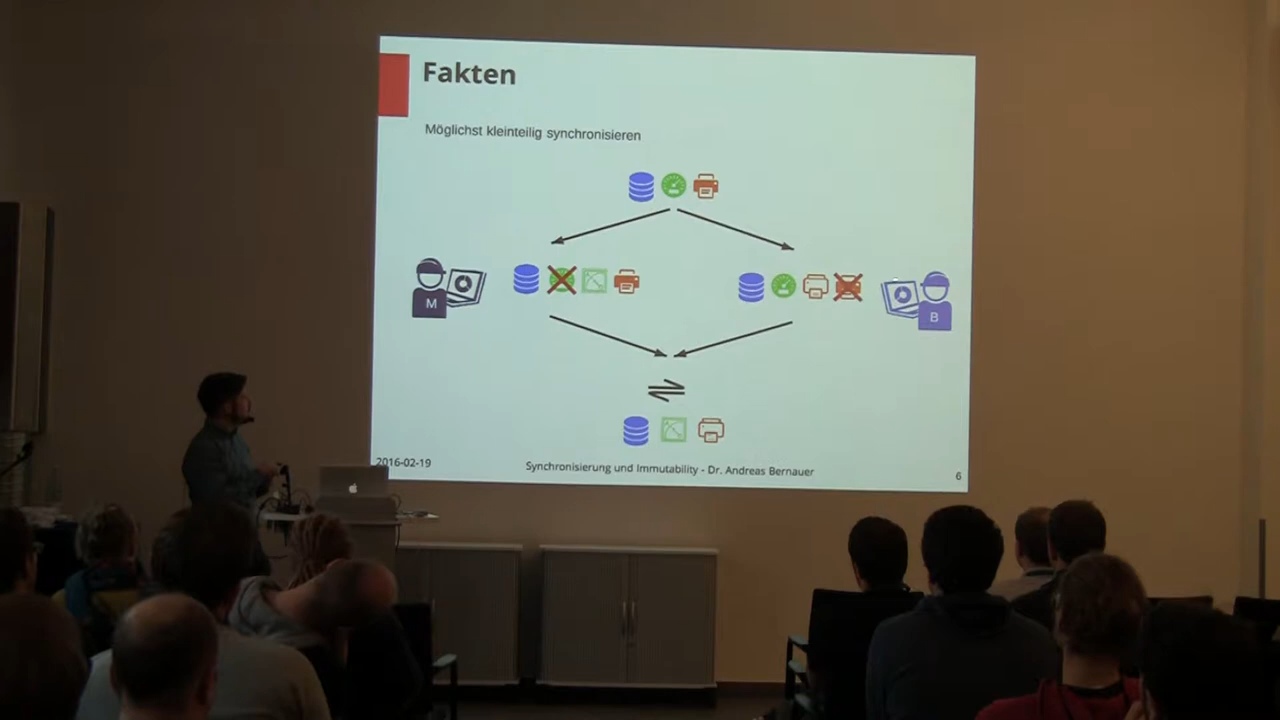 Fakten
Möglichst kleinteilig synchronisieren
M
B
2016-02-19
Synchronisierung und Immutability - Dr. Andreas Bernauer
6